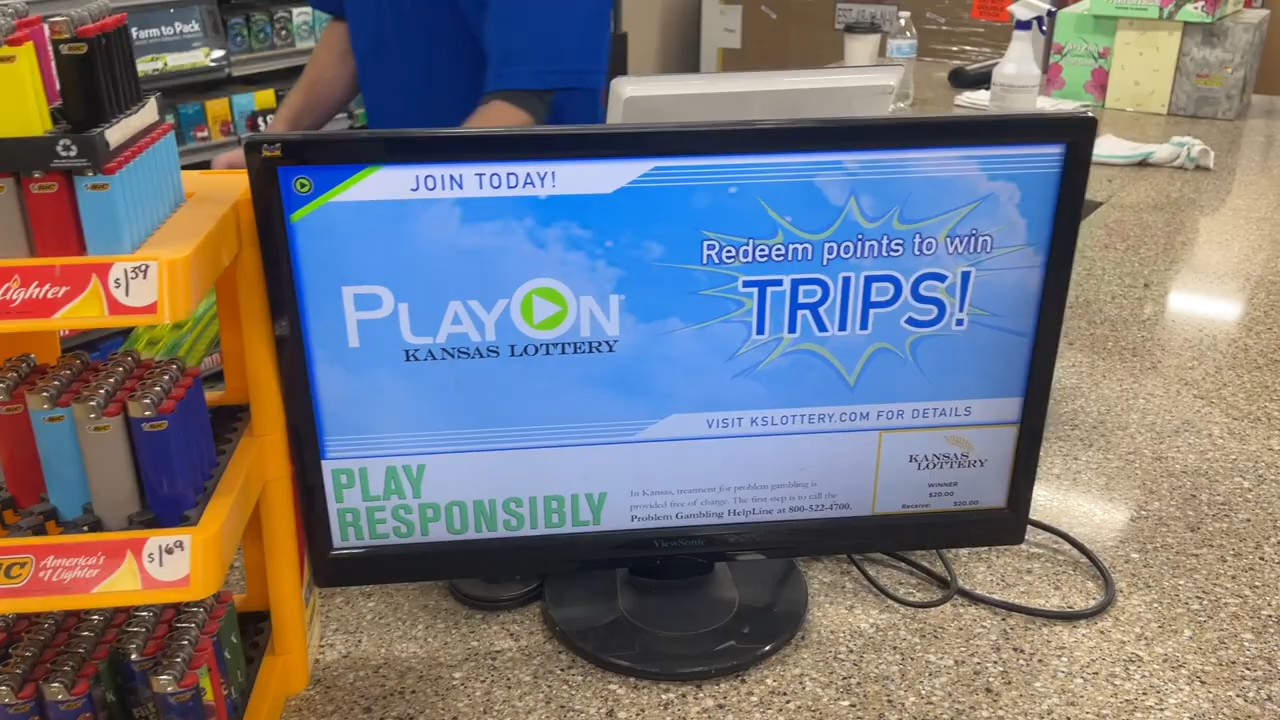 Farm to Pack
JOIN TODAY!
Redeem points to win
TRIPS!
PLAYON
KANSAS LOTTERY
VISIT KSLOTTERY.COM FOR DETAILS
PLAY
RESPONSIBLY
In Kansas, treatment for problem gambling is
provided free of charge. The first step is to call the
Problem Gambling HelpLine at 800-522-4700.
KANSAS
LOTTERY
WINNER
$20.00
Receive: $20.00
ViewSonic
BIC
Lighter
$1.39
BIC
America's
#1 Lighter
$1.69